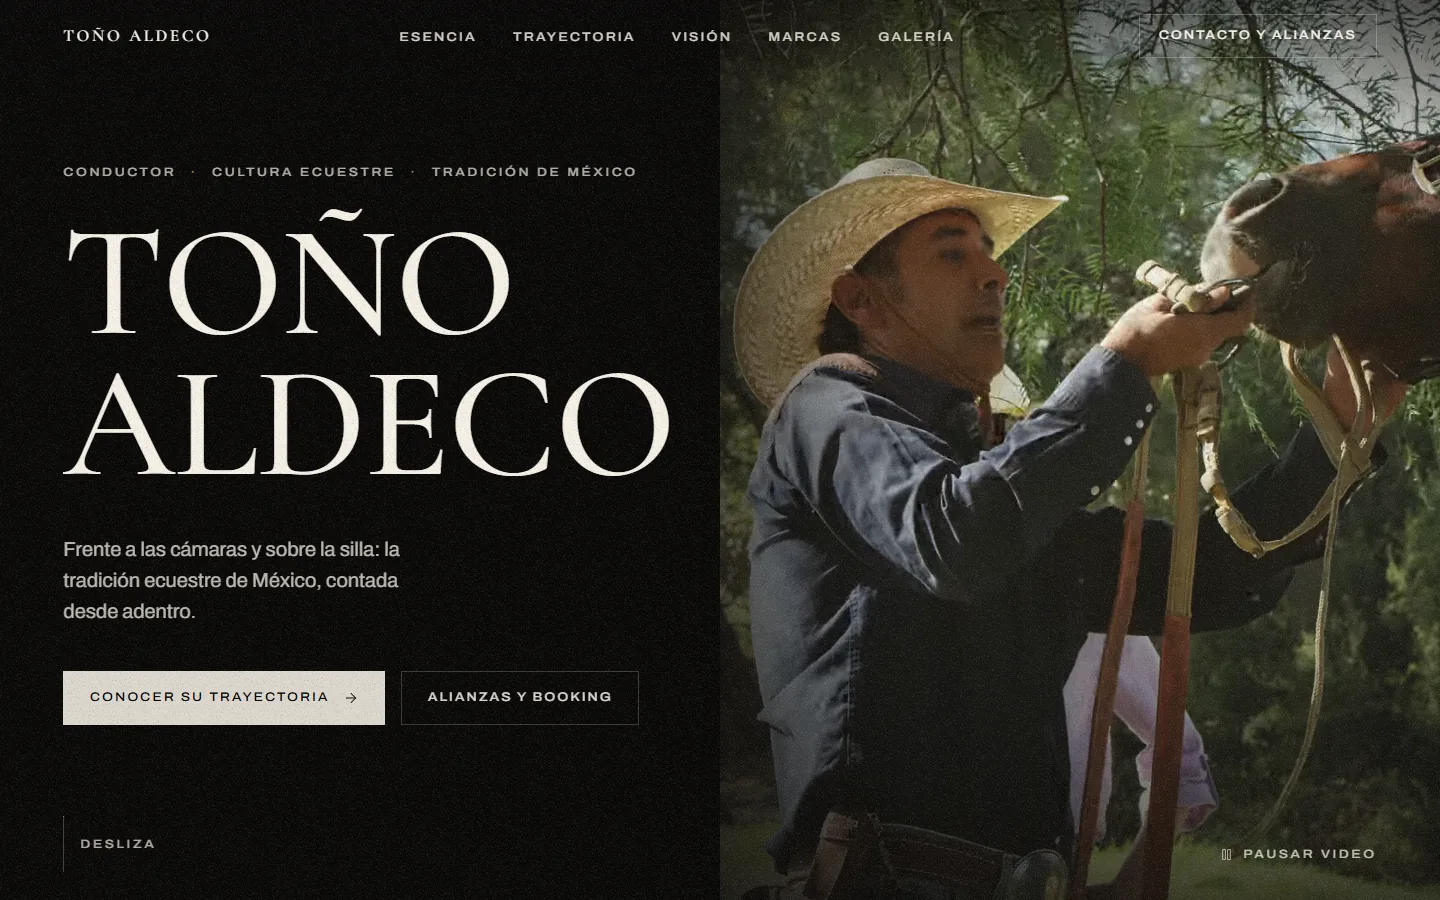 TOÑO ALDECO
ESENCIA TRAYECTORIA VISIÓN MARCAS GALERÍA
CONTACTO Y ALIANZAS
CONDUCTOR · CULTURA ECUESTRE · TRADICIÓN DE MÉXICO
TOÑO
ALDECO
Frente a las cámaras y sobre la silla: la
tradición ecuestre de México, contada
desde adentro.
CONOCER SU TRAYECTORIA →
ALIANZAS Y BOOKING
DESLIZA
PAUSAR VIDEO